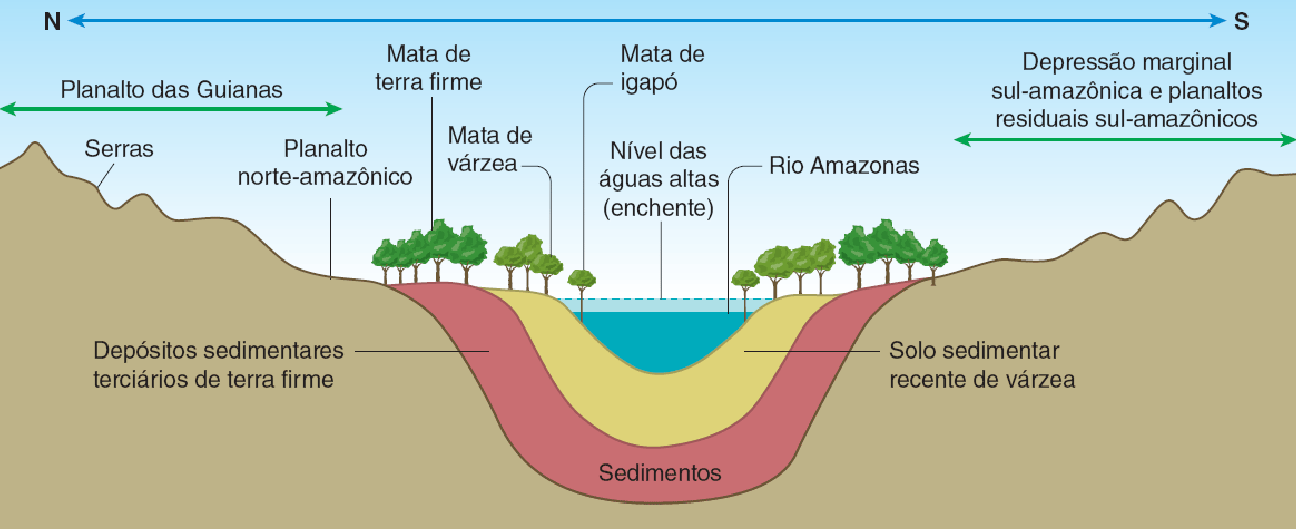 N
S
Mata de
terra firme
Mata de
igapó
Depressão marginal
sul-amazônica e planaltos
residuais sul-amazônicos
Planalto das Guianas
Serras
Planalto
norte-amazônico
Mata de
várzea
Nível das
águas altas
(enchente)
Rio Amazonas
Depósitos sedimentares
terciários de terra firme
Solo sedimentar
recente de várzea
Sedimentos